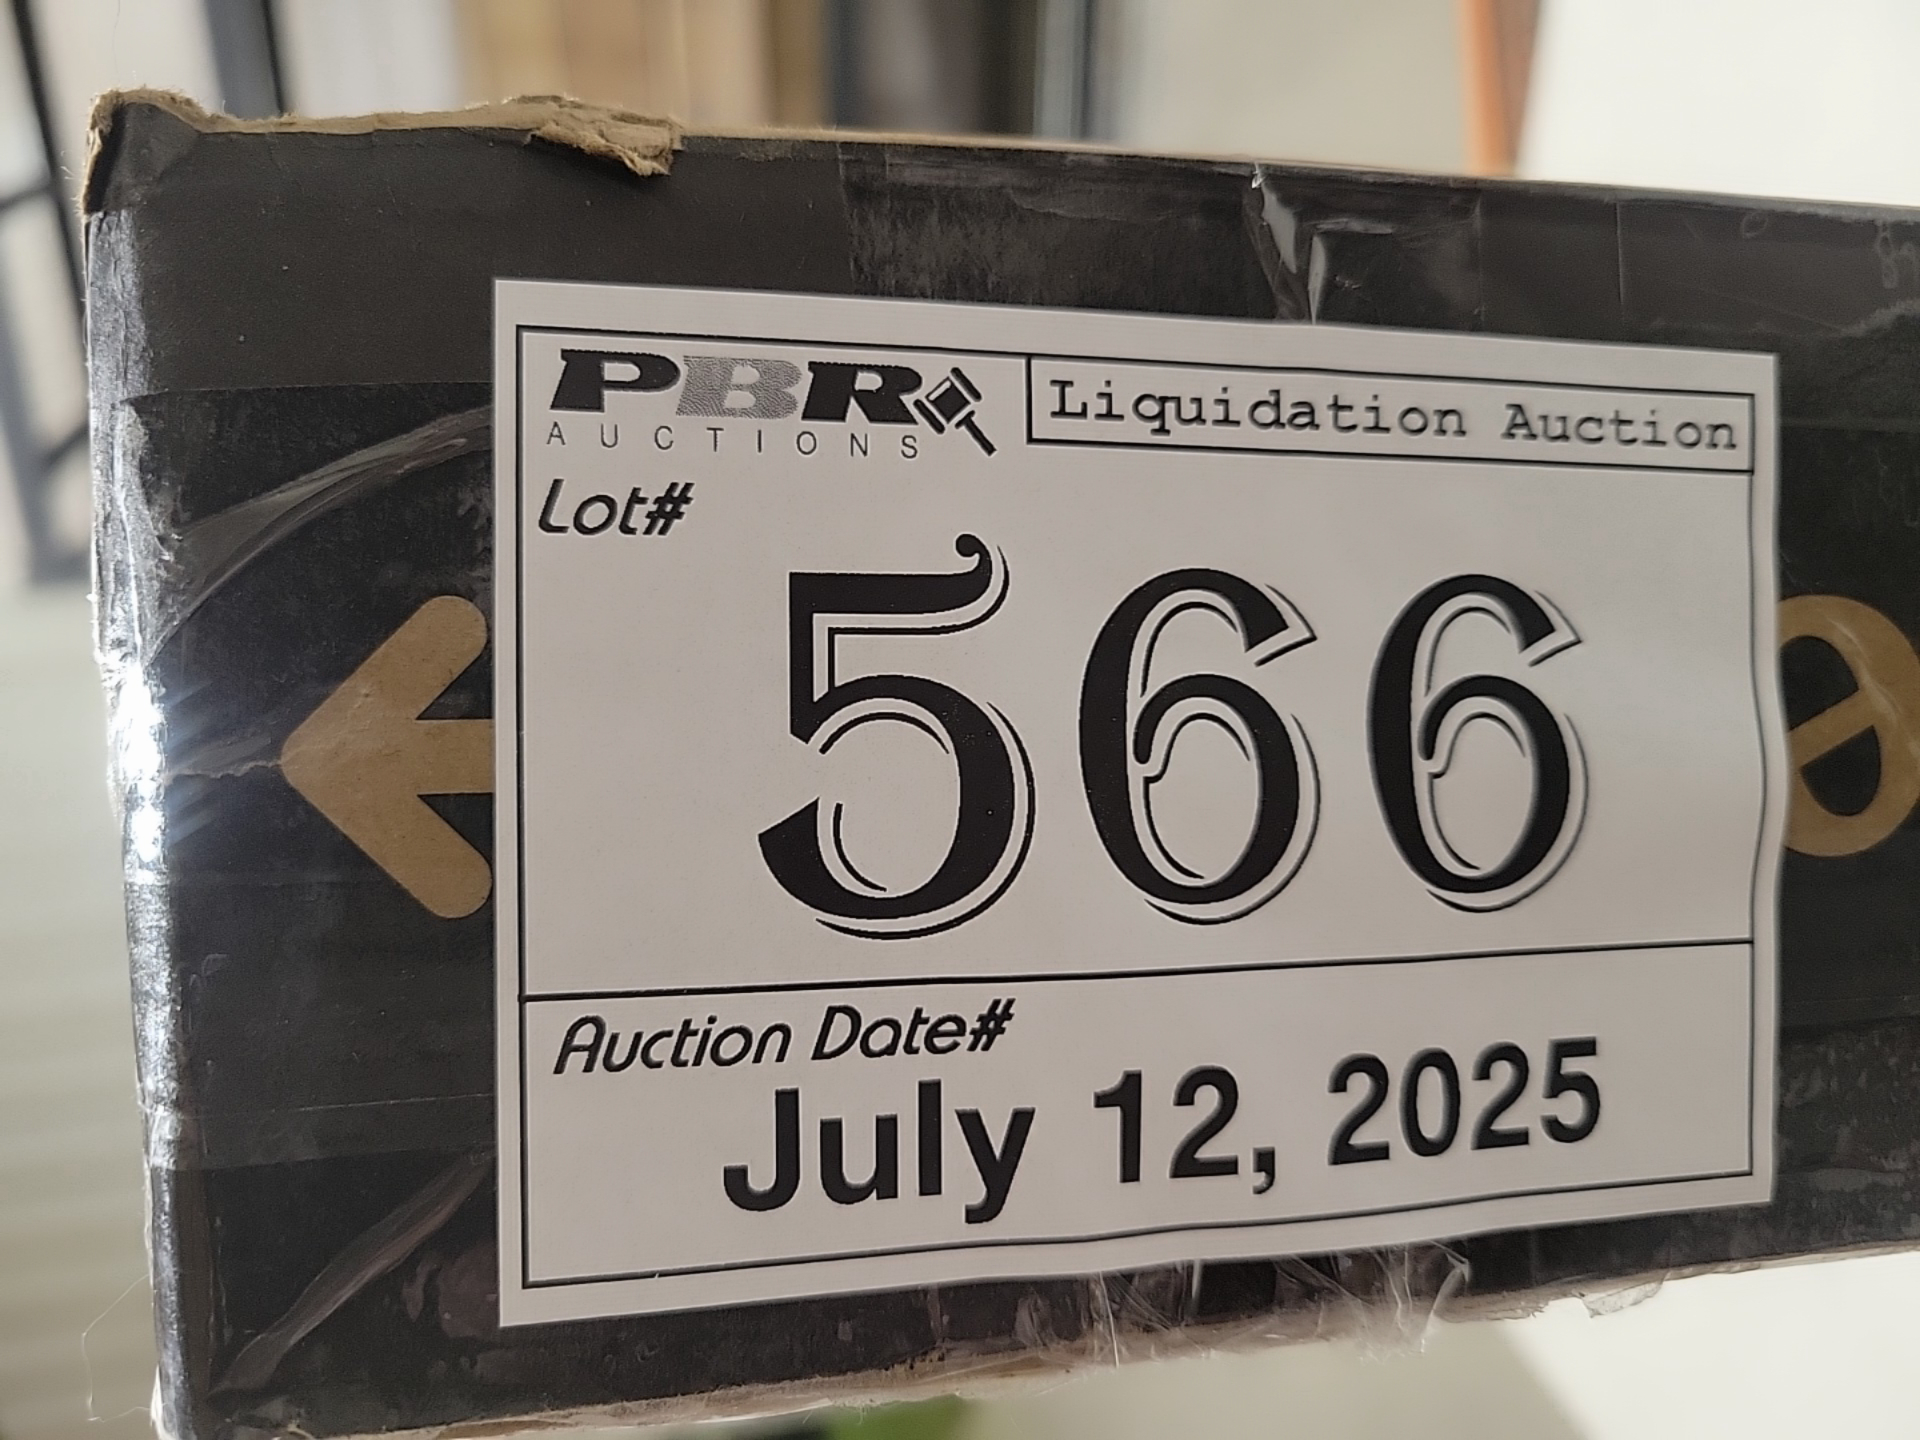 PBR
AUCTIONS
Liquidation Auction
Lot#
566
Auction Date#
July 12, 2025